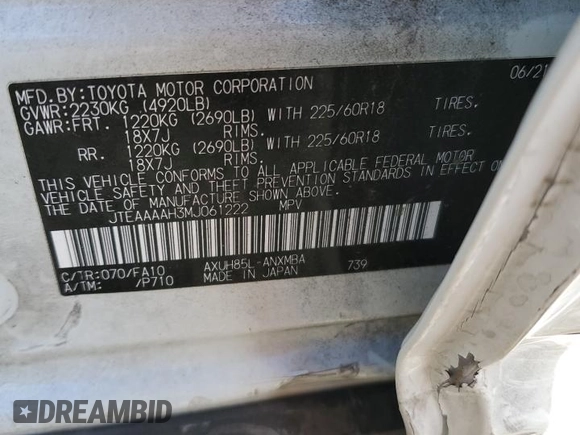 MFD.BY:TOYOTA MOTOR CORPORATION 06/21
GVWR:2230KG (4920LB)
GAWR:FRT. 1220KG (2690LB) WITH 225/60R18 TIRES.
18X7J RIMS.
RR. 1220KG (2690LB) WITH 225/60R18 TIRES.
18X7J RIMS.
THIS VEHICLE CONFORMS TO ALL APPLICABLE FEDERAL MOTOR
VEHICLE SAFETY AND THEFT PREVENTION STANDARDS IN EFFECT ON
THE DATE OF MANUFACTURE SHOWN ABOVE.
JTEAAAAH3MJ061222 MPV
C/TR:070/FA10 AXUH85L-ANXMBA 739
A/TM: /P710 MADE IN JAPAN
DREAMBID